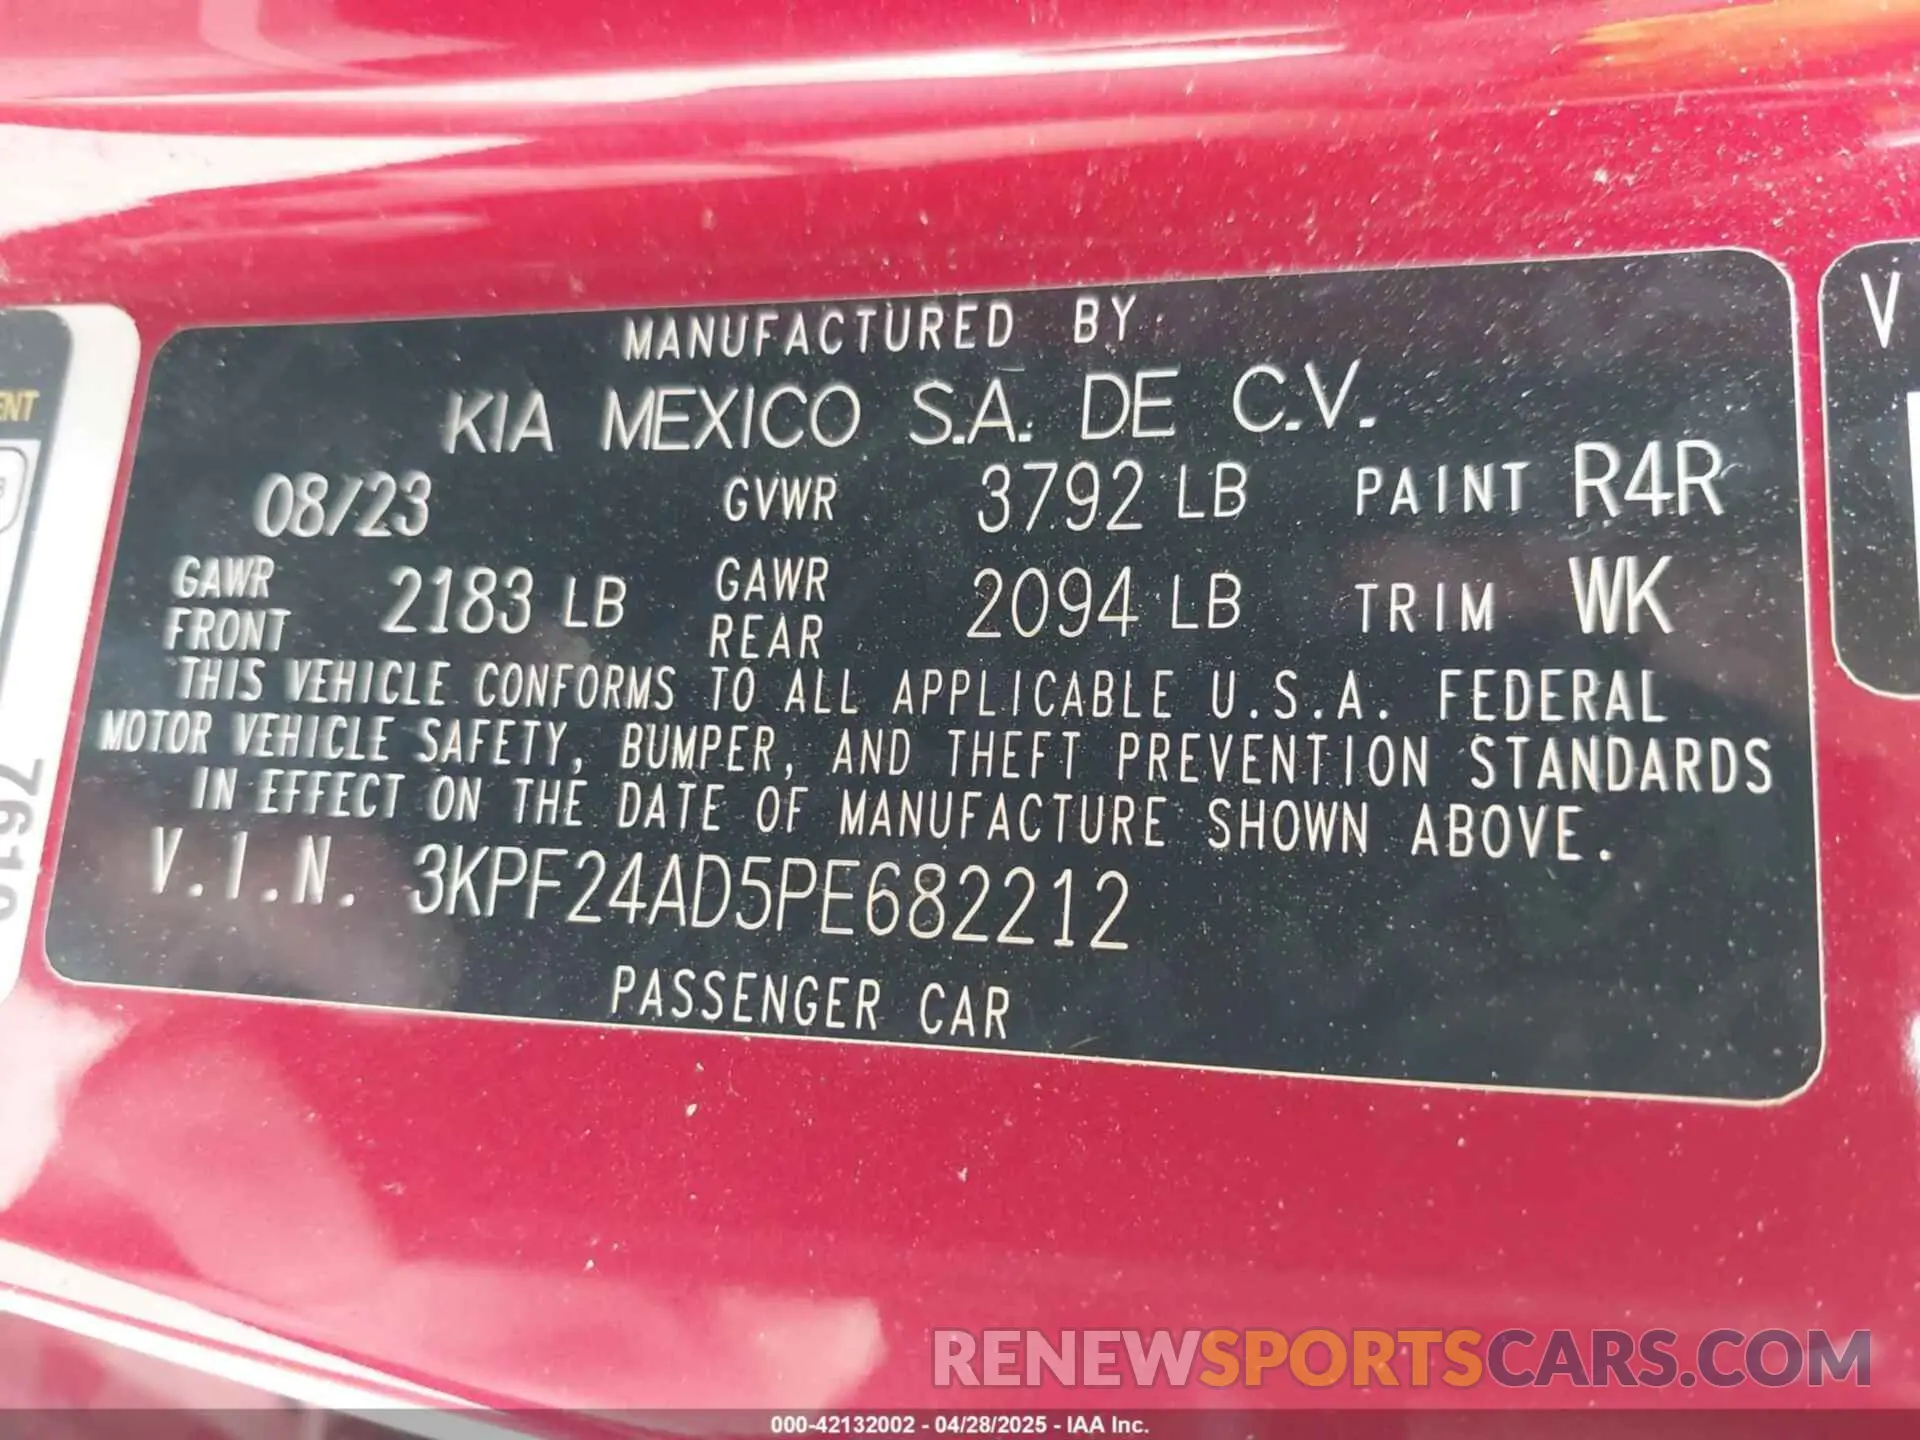 MANUFACTURED BY
KIA MEXICO S.A. DE C.V.
08/23 GVWR 3792 LB PAINT R4R
GAWR FRONT 2183 LB GAWR REAR 2094 LB TRIM WK
THIS VEHICLE CONFORMS TO ALL APPLICABLE U.S.A. FEDERAL
MOTOR VEHICLE SAFETY, BUMPER, AND THEFT PREVENTION STANDARDS
IN EFFECT ON THE DATE OF MANUFACTURE SHOWN ABOVE.
V.I.N. 3KPF24AD5PE682212
PASSENGER CAR
V
RENEWSPORTSCARS.COM
000-42132002 - 04/28/2025 - IAA Inc.